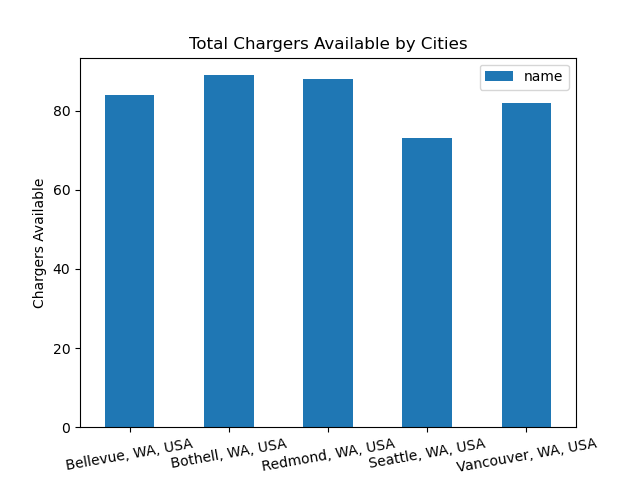 Total Chargers Available by Cities
name
Chargers Available
80
60
40
20
0
Bellevue, WA, USA
Bothell, WA, USA
Redmond, WA, USA
Seattle, WA, USA
Vancouver, WA, USA